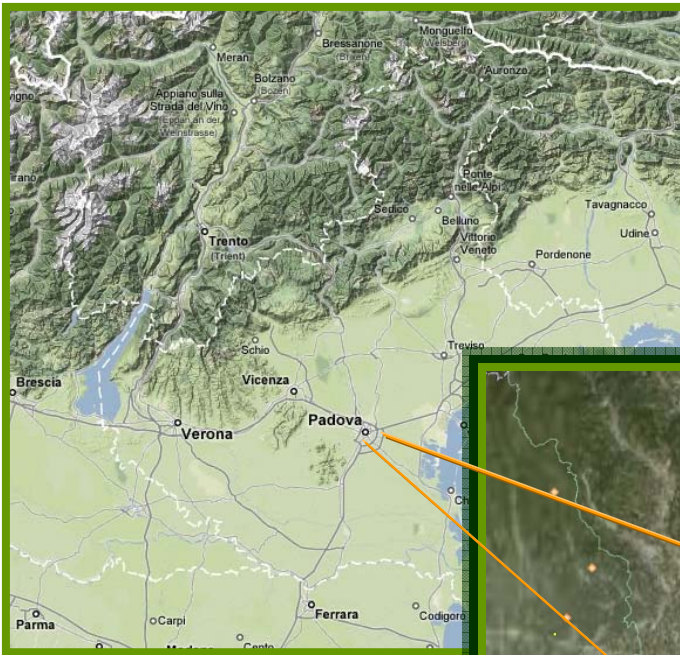 Monguelfo
(Welsberg)
Bressanone
(Brixen)
Meran
Auronzo
Bolzano
(Bozen)
Appiano sulla
Strada del Vino
(Eppan an der
Weinstrasse)
Ponte
nelle Alpi
Sedico
Belluno
Tavagnacco
Udine
Trento
(Trient)
Vittorio
Veneto
Pordenone
Schio
Treviso
Brescia
Vicenza
Padova
Verona
Ch
Ferrara
Codigoro
Parma
Carpi
Cento